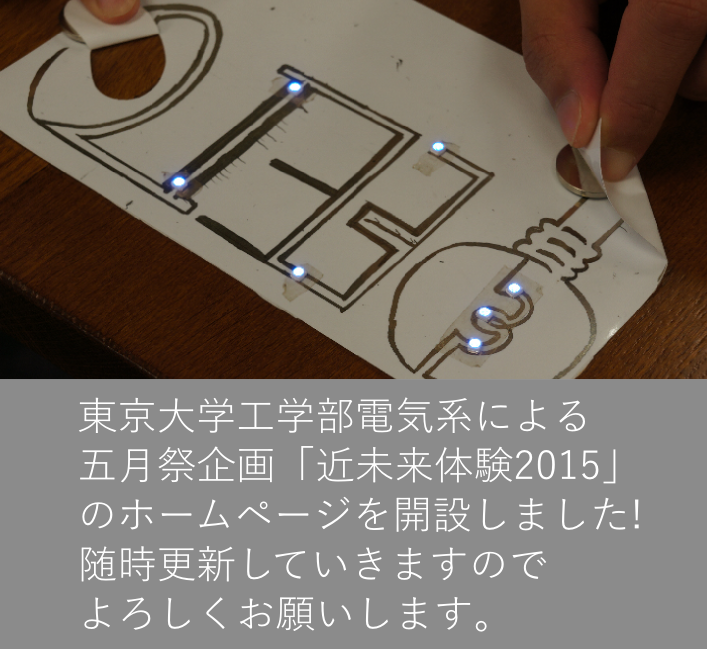 東京大学工学部電気系による
五月祭企画「近未来体験2015」
のホームページを開設しました!
随時更新していきますので
よろしくお願いします。